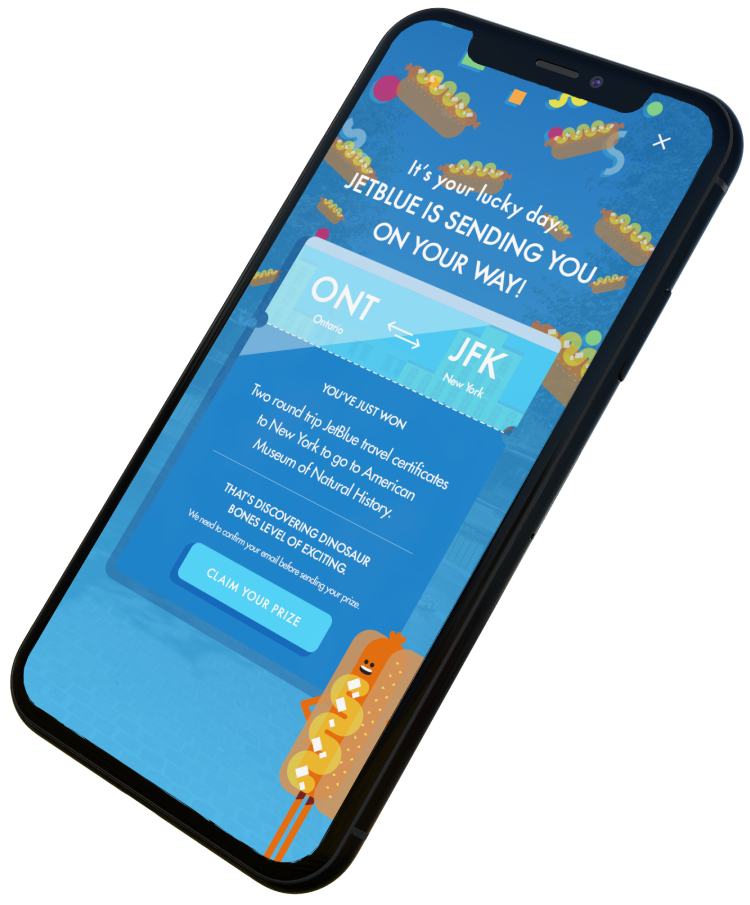 It's your lucky day.
JETBLUE IS SENDING YOU
ON YOUR WAY!
ONT
Ontario
JFK
New York
YOU'VE JUST WON
Two round trip JetBlue travel certificates
to New York to go to American
Museum of Natural History.
THAT'S DISCOVERING DINOSAUR
BONES LEVEL OF EXCITING.
We need to confirm your email before sending your prize.
CLAIM YOUR PRIZE